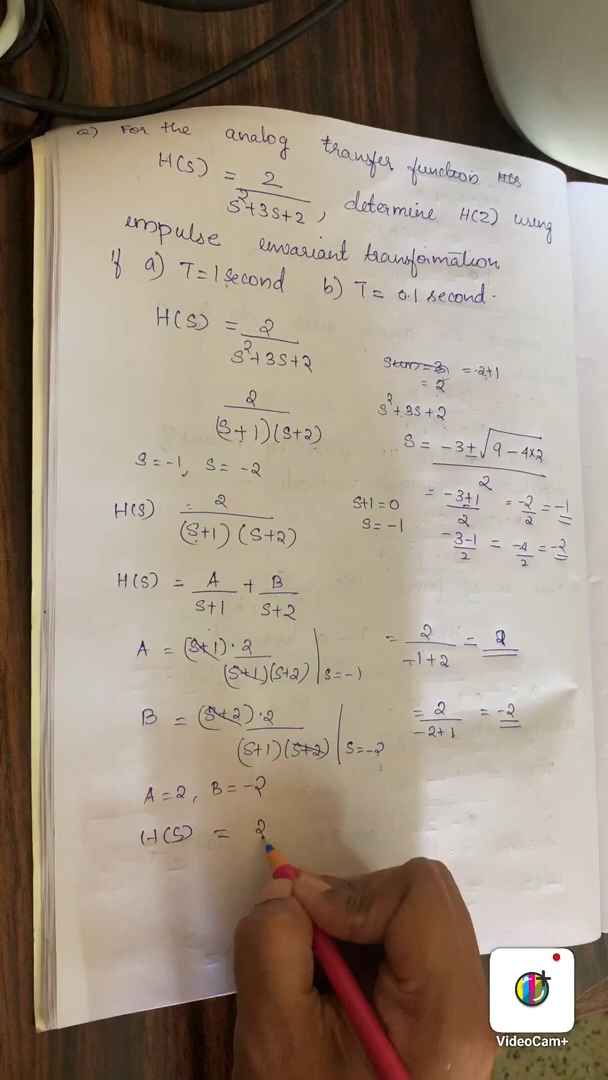 a) For the analog transfer function
H(S) = 2 / S²+3S+2 , determine H(Z) using
impulse invariant transformation
if a) T=1 second b) T= 0.1 second.
H(S) = 2 / S²+3S+2
= -2+1
= 2
S²+3S+2
2 / (S+1)(S+2)
S = -3 ± √9-4×2 / 2
S=-1, S=-2
= -3+1 / 2 = -2/2 = -1
H(S) = 2 / (S+1)(S+2)
S+1=0
S=-1
-3-1 / 2 = -4/2 = -2
H(S) = A / S+1 + B / S+2
A = (S+1)·2 / (S+1)(S+2) | S=-1 = 2 / -1+2 = 2
B = (S+2)·2 / (S+1)(S+2) | S=-2 = 2 / -2+1 = -2
A=2, B=-2
H(S) = 2
VideoCam+